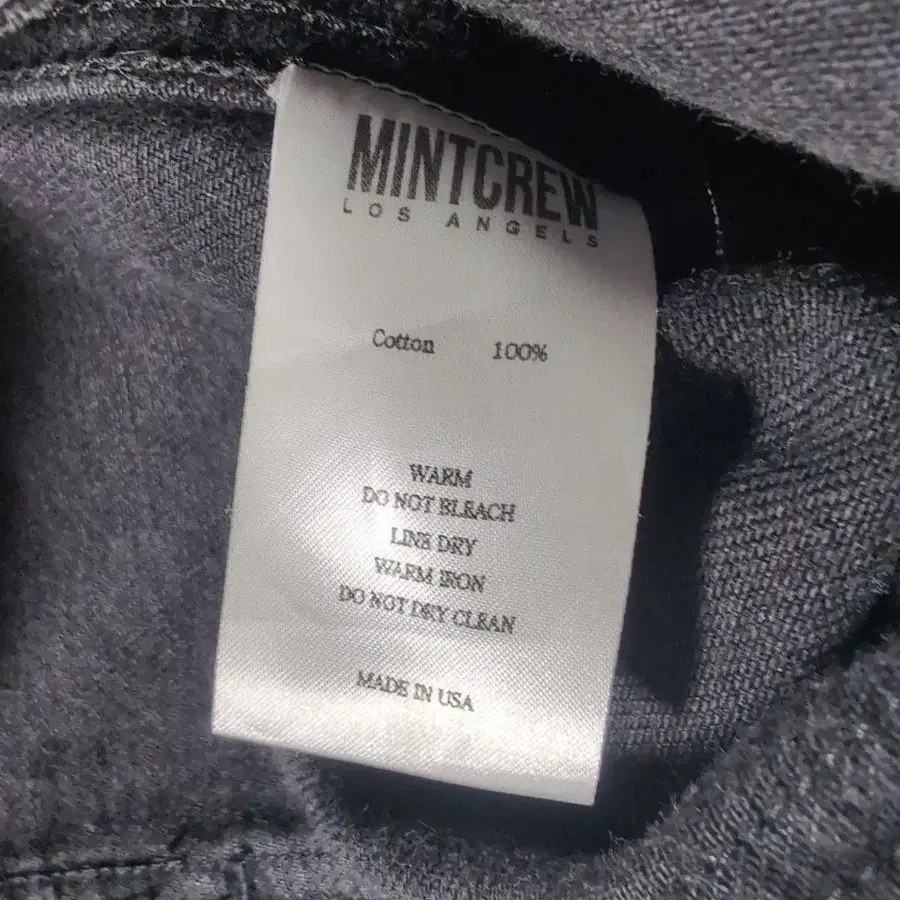 MINTCREW
LOS ANGELS
Cotton 100%
WARM
DO NOT BLEACH
LINE DRY
WARM IRON
DO NOT DRY CLEAN
MADE IN USA